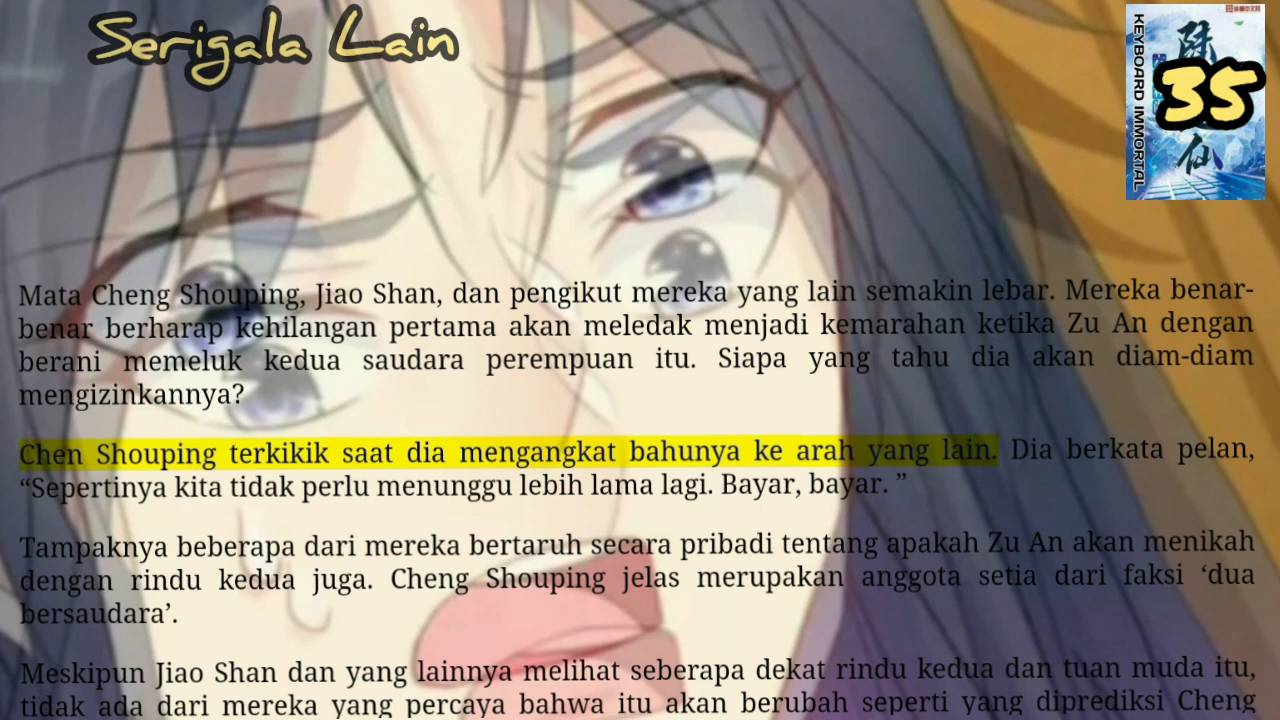 Serigala Lain
KEYBOARD IMMORTAL
35
仙
Mata Cheng Shouping, Jiao Shan, dan pengikut mereka yang lain semakin lebar. Mereka benar-
benar berharap kehilangan pertama akan meledak menjadi kemarahan ketika Zu An dengan
berani memeluk kedua saudara perempuan itu. Siapa yang tahu dia akan diam-diam
mengizinkannya?
Chen Shouping terkikik saat dia mengangkat bahunya ke arah yang lain. Dia berkata pelan,
“Sepertinya kita tidak perlu menunggu lebih lama lagi. Bayar, bayar. ”
Tampaknya beberapa dari mereka bertaruh secara pribadi tentang apakah Zu An akan menikah
dengan rindu kedua juga. Cheng Shouping jelas merupakan anggota setia dari faksi ‘dua
bersaudara’.
Meskipun Jiao Shan dan yang lainnya melihat seberapa dekat rindu kedua dan tuan muda itu,
tidak ada dari mereka yang percaya bahwa itu akan berubah seperti yang diprediksi Cheng